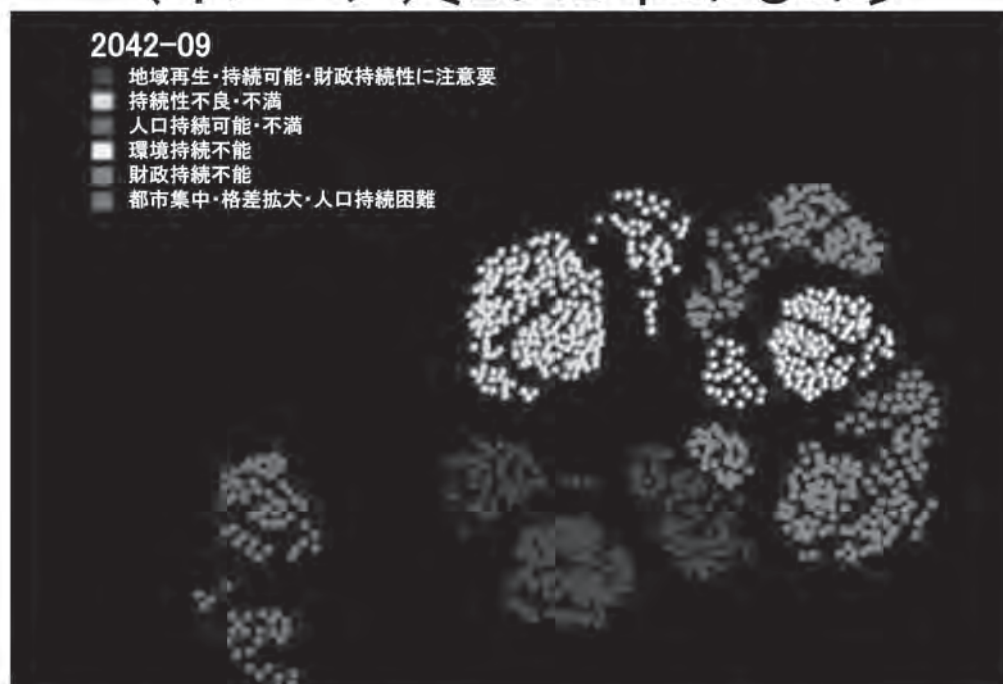 2042-09
地域再生・持続可能・財政持続性に注意要
持続性不良・不満
人口持続可能・不満
環境持続不能
財政持続不能
都市集中・格差拡大・人口持続困難